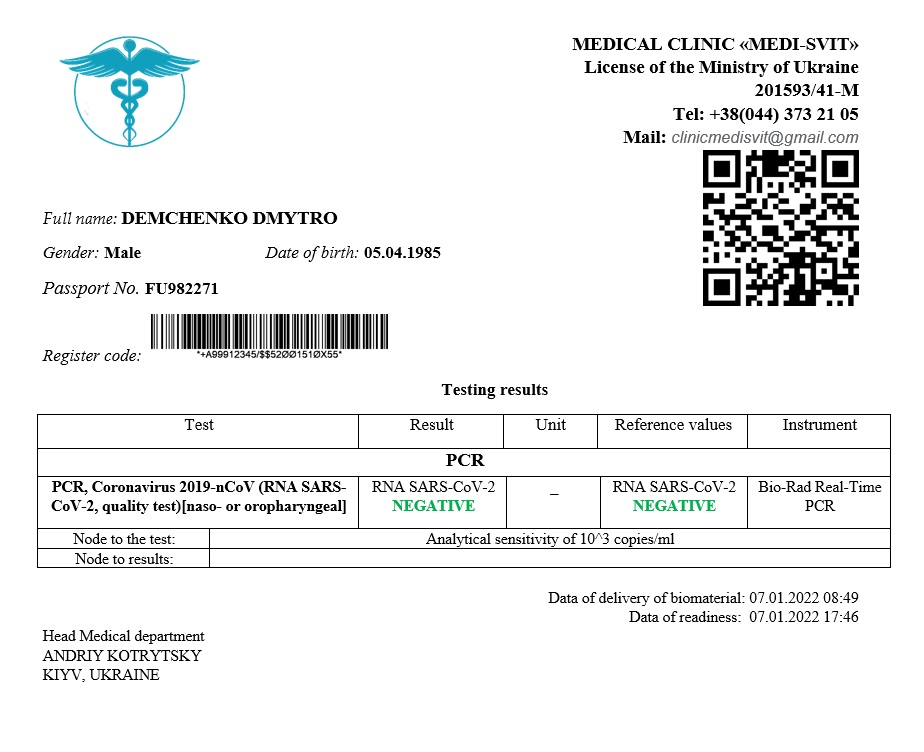 MEDICAL CLINIC «MEDI-SVIT»
License of the Ministry of Ukraine
201593/41-M
Tel: +38(044) 373 21 05
Mail: clinicmedisvit@gmail.com
Full name: DEMCHENKO DMYTRO
Gender: Male Date of birth: 05.04.1985
Passport No. FU982271
Register code: *+A99912345/$$52ØØ151ØX55*
Testing results
Test Result Unit Reference values Instrument
PCR
PCR, Coronavirus 2019-nCoV (RNA SARS- RNA SARS-CoV-2 _ RNA SARS-CoV-2 Bio-Rad Real-Time
CoV-2, quality test)[naso- or oropharyngeal] NEGATIVE NEGATIVE PCR
Node to the test: Analytical sensitivity of 10^3 copies/ml
Node to results:
Data of delivery of biomaterial: 07.01.2022 08:49
Data of readiness: 07.01.2022 17:46
Head Medical department
ANDRIY KOTRYTSKY
KIYV, UKRAINE